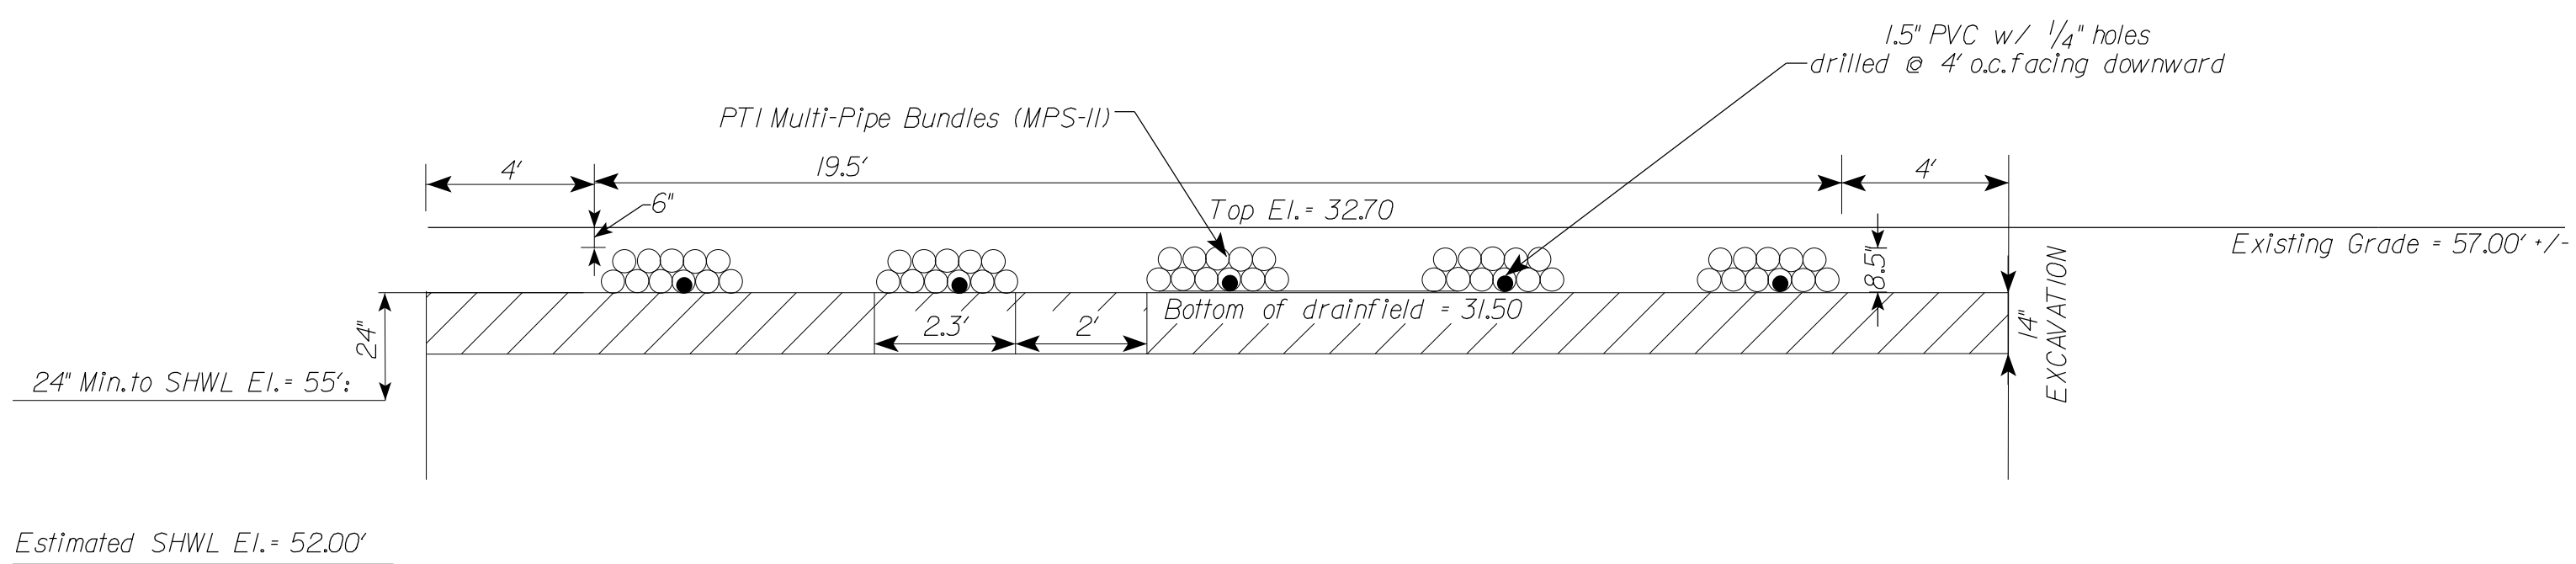 1.5" PVC w/ 1/4" holes
drilled @ 4' o.c. facing downward
PTI Multi-Pipe Bundles (MPS-11)
4'
19.5'
4'
6"
Top El.= 32.70
Existing Grade = 57.00' +/-
8.5"
Bottom of drainfield = 31.50
2.3'
2'
24"
14"
EXCAVATION
24" Min. to SHWL El.= 55':
Estimated SHWL El.= 52.00'